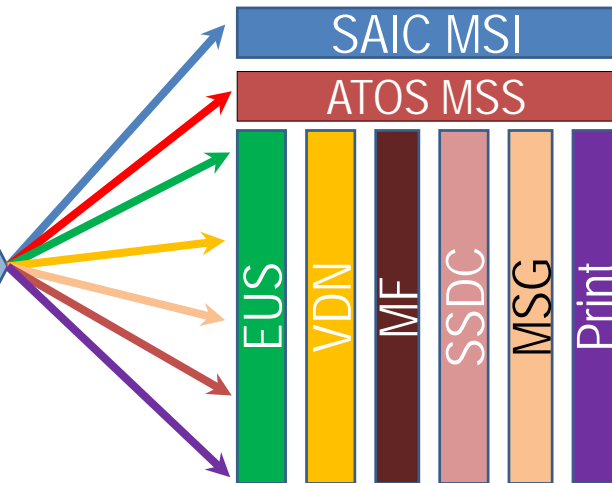 SAIC MSI
ATOS MSS
EUS
VDN
MF
SSDC
MSG
Print